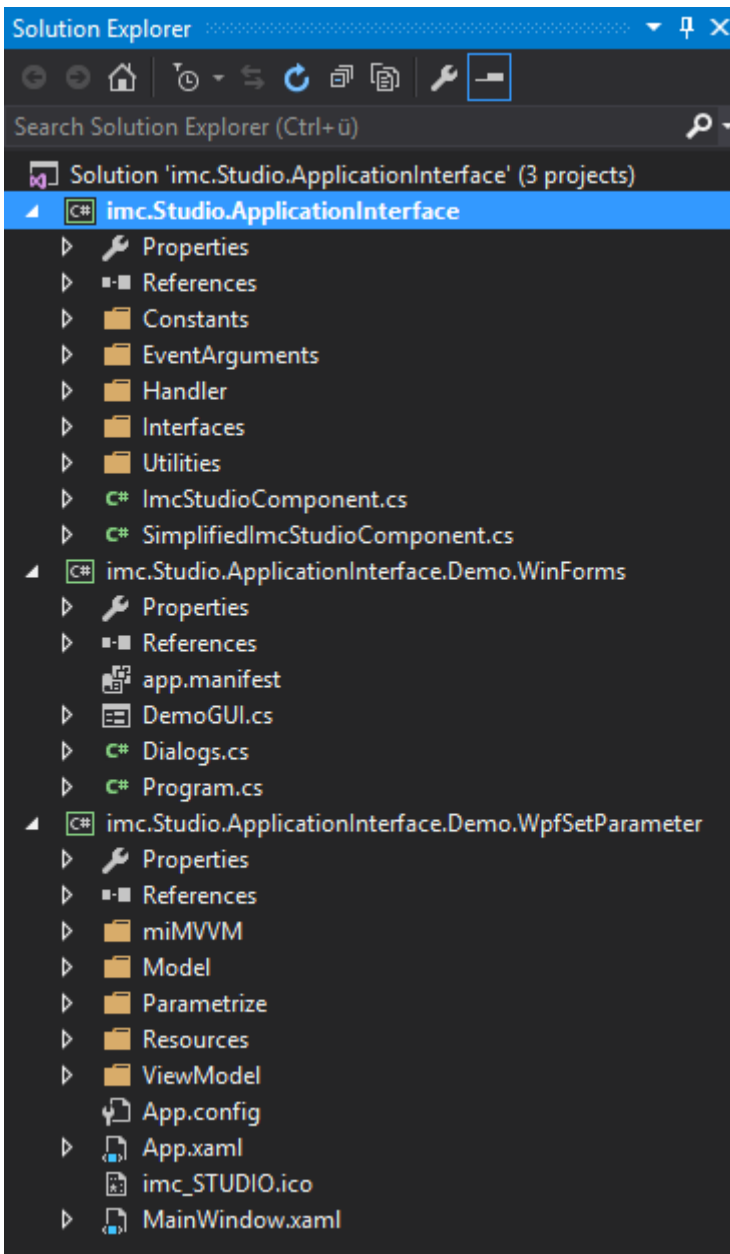 Solution Explorer
Search Solution Explorer (Ctrl+ü)
Solution 'imc.Studio.ApplicationInterface' (3 projects)
C# imc.Studio.ApplicationInterface
Properties
References
Constants
EventArguments
Handler
Interfaces
Utilities
C# ImcStudioComponent.cs
C# SimplifiedImcStudioComponent.cs
C# imc.Studio.ApplicationInterface.Demo.WinForms
Properties
References
app.manifest
DemoGUI.cs
C# Dialogs.cs
C# Program.cs
C# imc.Studio.ApplicationInterface.Demo.WpfSetParameter
Properties
References
miMVVM
Model
Parametrize
Resources
ViewModel
App.config
App.xaml
imc_STUDIO.ico
MainWindow.xaml